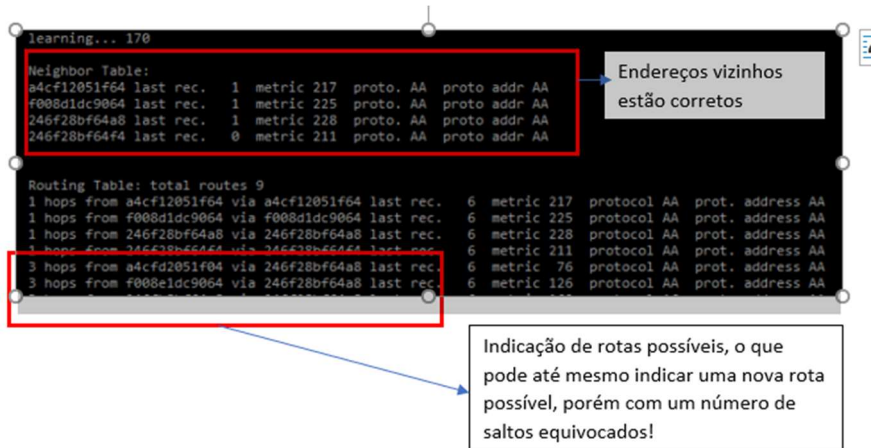 learning... 170
Neighbor Table:
a4cf12051f64 last rec. 1 metric 217 proto. AA proto addr AA
f008d1dc9064 last rec. 1 metric 225 proto. AA proto addr AA
246f28bf64a8 last rec. 1 metric 228 proto. AA proto addr AA
246f28bf64f4 last rec. 0 metric 211 proto. AA proto addr AA
Endereços vizinhos
estão corretos
Routing Table: total routes 9
1 hops from a4cf12051f64 via a4cf12051f64 last rec. 6 metric 217 protocol AA prot. address AA
1 hops from f008d1dc9064 via f008d1dc9064 last rec. 6 metric 225 protocol AA prot. address AA
1 hops from 246f28bf64a8 via 246f28bf64a8 last rec. 6 metric 228 protocol AA prot. address AA
1 hops from 246f28bf64f4 via 246f28bf64f4 last rec. 6 metric 211 protocol AA prot. address AA
3 hops from a4cfd2051f04 via 246f28bf64a8 last rec. 6 metric 76 protocol AA prot. address AA
3 hops from f008e1dc9064 via 246f28bf64a8 last rec. 6 metric 126 protocol AA prot. address AA
Indicação de rotas possíveis, o que
pode até mesmo indicar uma nova rota
possível, porém com um número de
saltos equivocados!